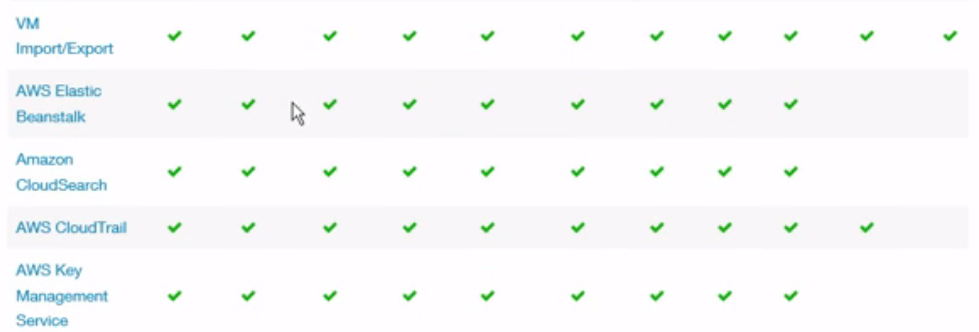 VM
Import/Export
AWS Elastic
Beanstalk
Amazon
CloudSearch
AWS CloudTrail
AWS Key
Management
Service